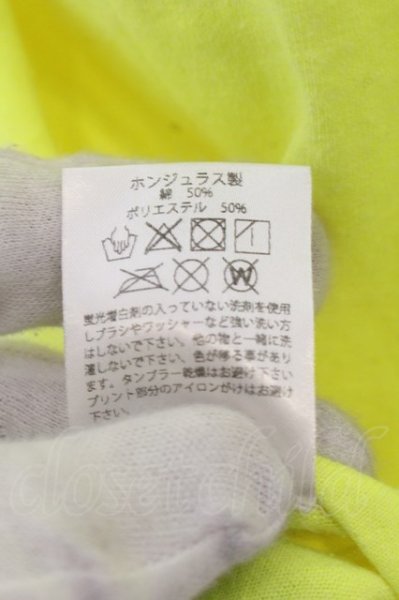 ホンジュラス製
綿 50%
ポリエステル 50%
W
蛍光増白剤の入っていない洗剤を使用
しブラシやワッシャーなど強い洗い方
はしないで下さい。他の物と一緒に洗
濯しないで下さい、色が移る事があり
ます。タンブラー乾燥はお避け下さい
プリント部分のアイロンがけはお避け
下さい。
closet child